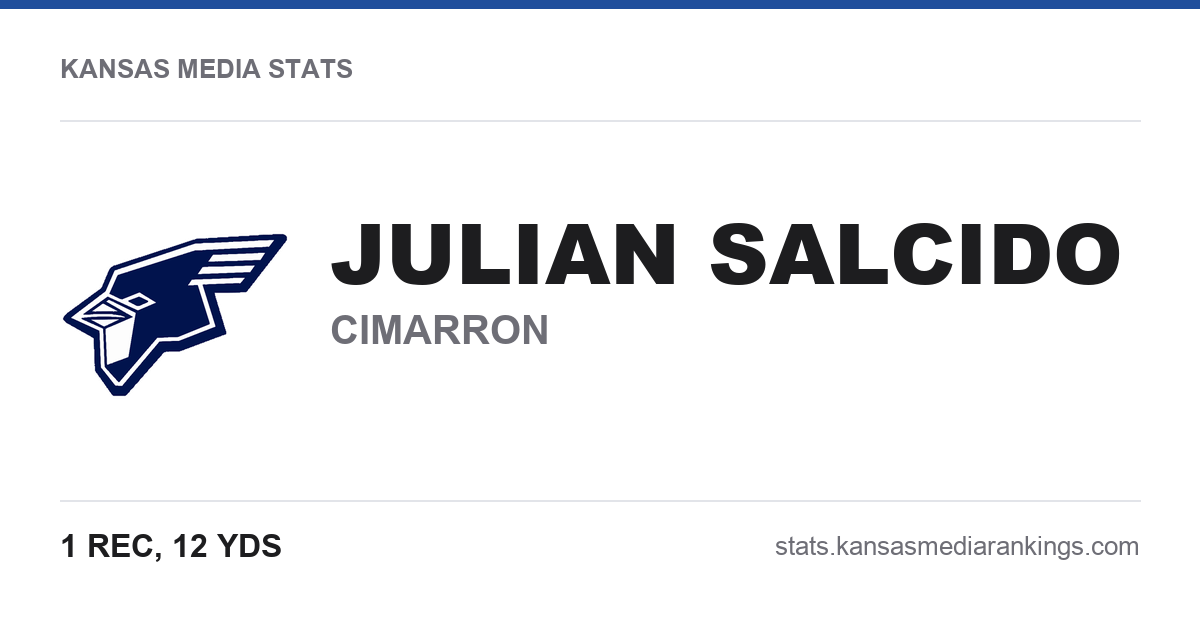 KANSAS MEDIA STATS
JULIAN SALCIDO
CIMARRON
1 REC, 12 YDS
stats.kansasmediarankings.com